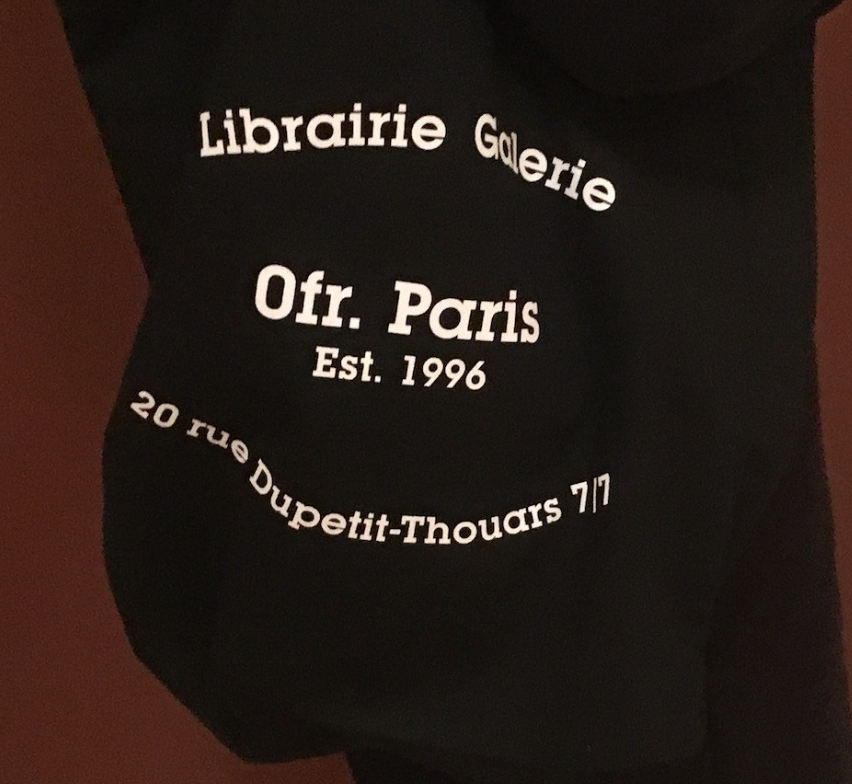 Librairie Galerie
Ofr. Paris
Est. 1996
20 rue Dupetit-Thouars 7/7